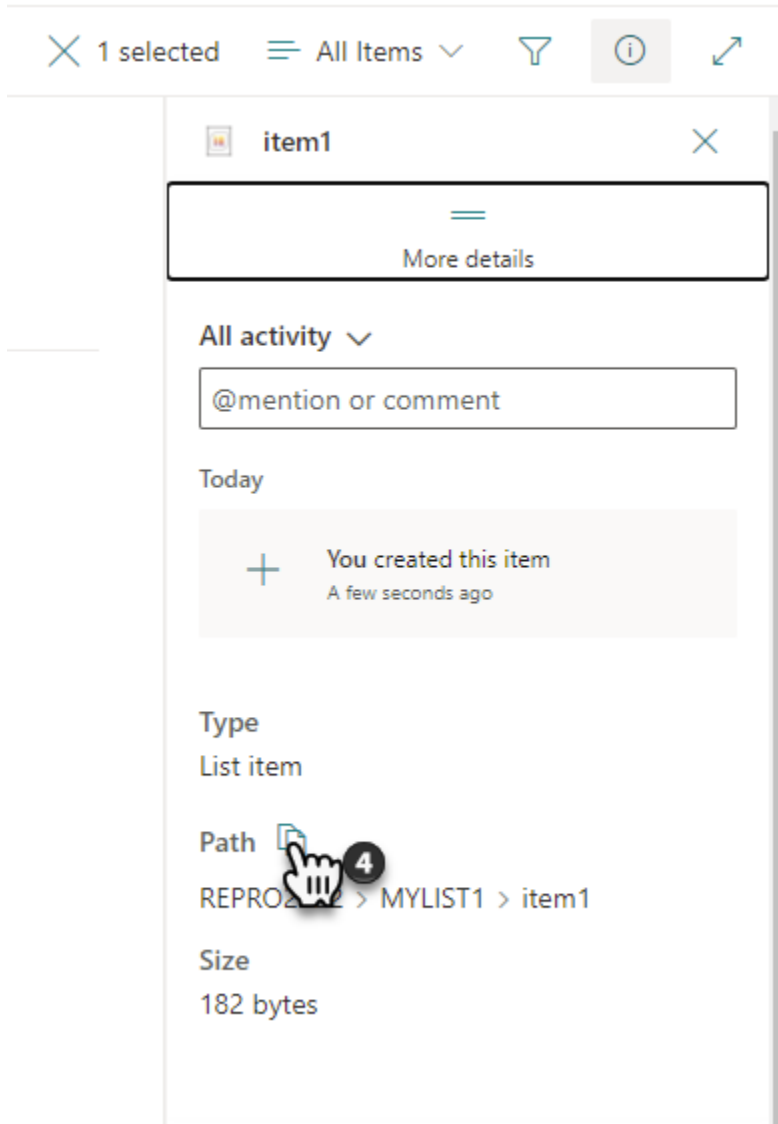 1 selected All Items
item1
More details
All activity
@mention or comment
Today
You created this item
A few seconds ago
Type
List item
Path
4
> MYLIST1 > item1
Size
182 bytes